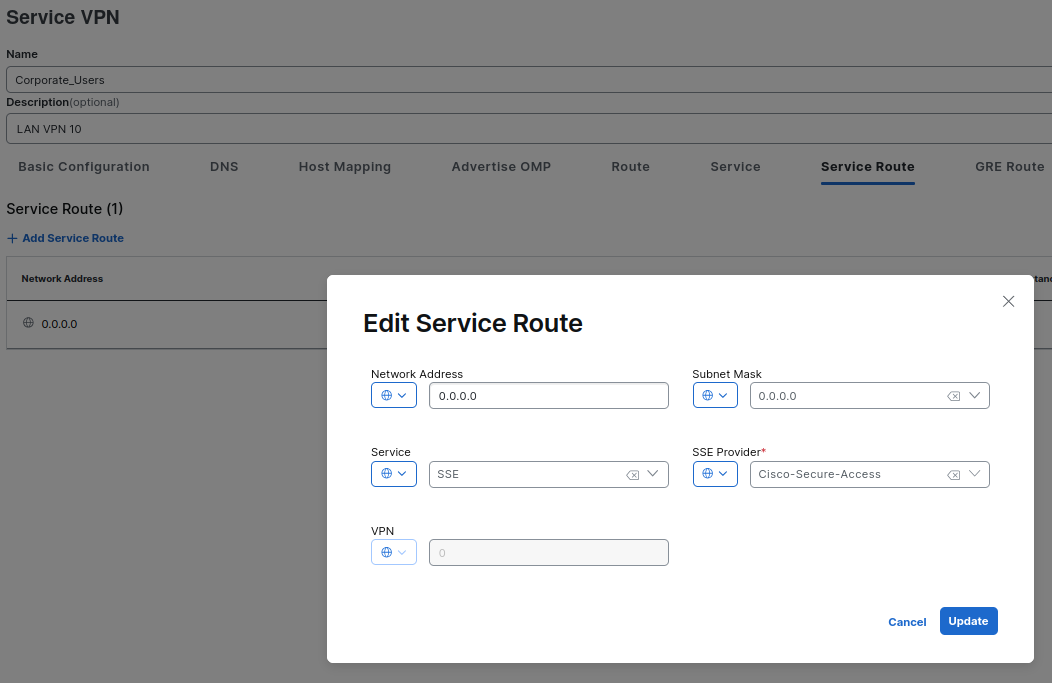 Service VPN
Name
Corporate_Users
Description(optional)
LAN VPN 10
Basic Configuration DNS Host Mapping Advertise OMP Route Service Service Route GRE Route
Service Route (1)
+ Add Service Route
Network Address
0.0.0.0
Edit Service Route
Network Address Subnet Mask
0.0.0.0 0.0.0.0
Service SSE Provider*
SSE Cisco-Secure-Access
VPN
0
Cancel Update